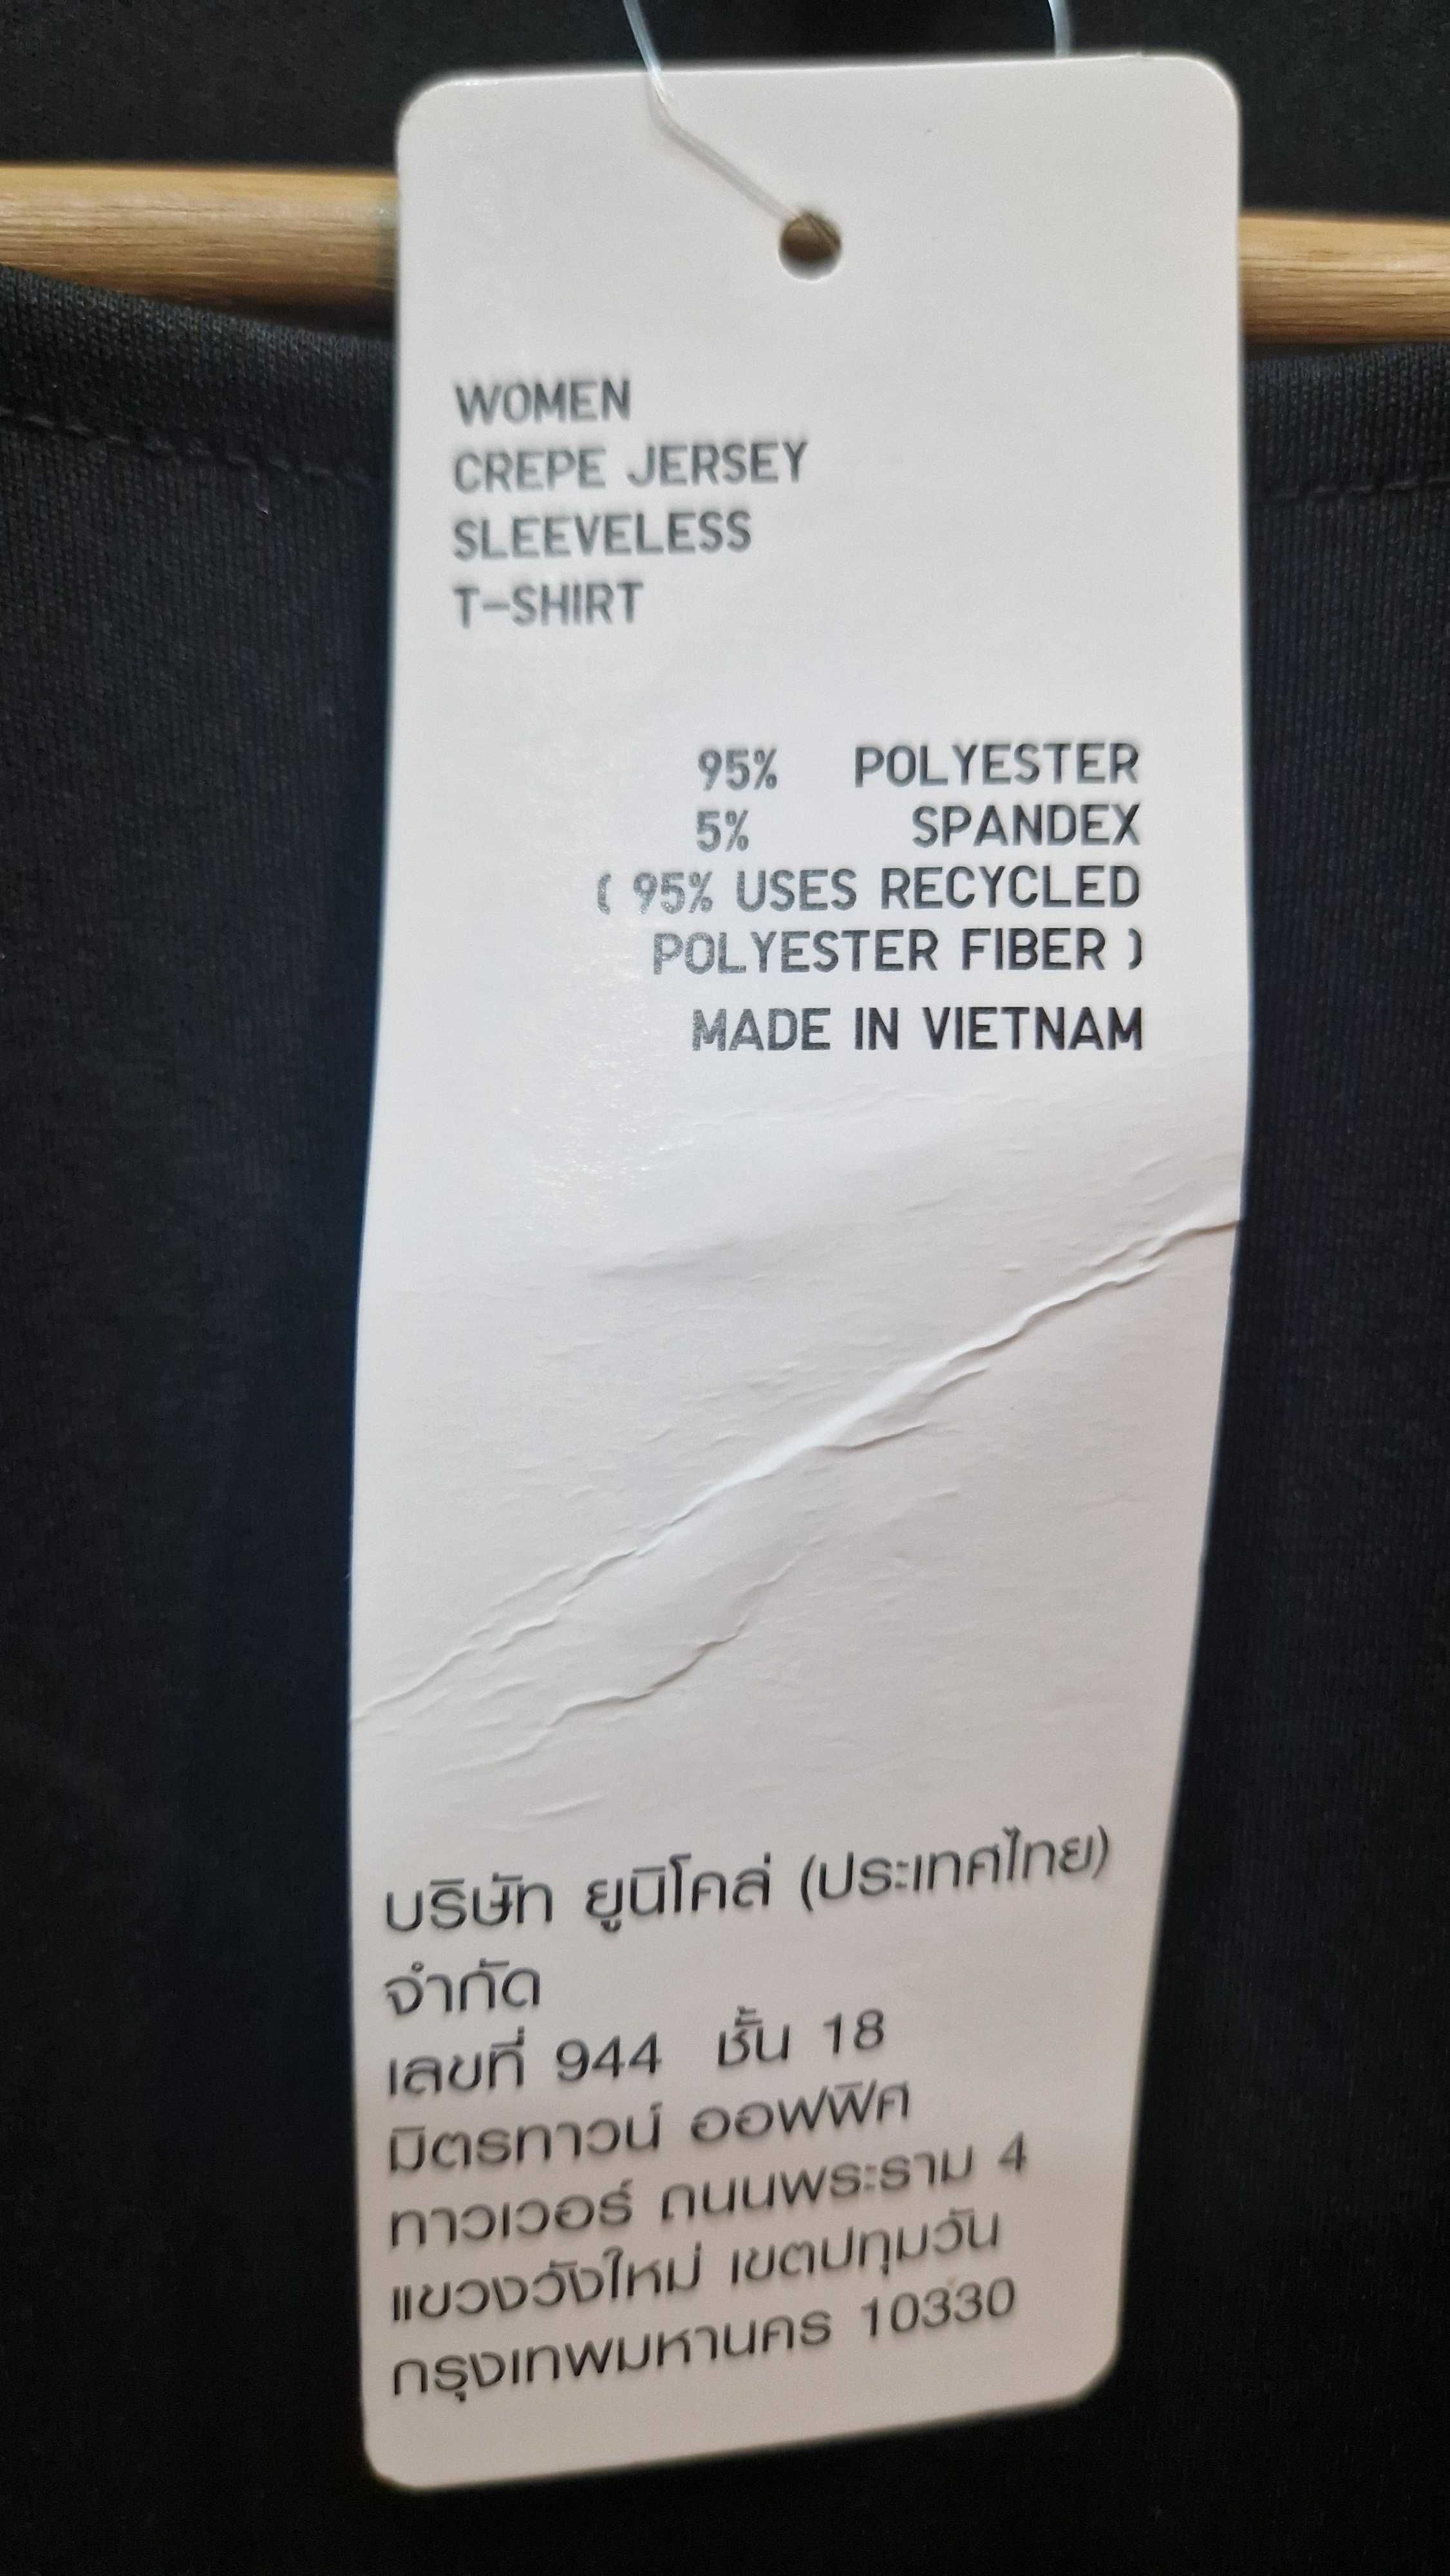 WOMEN
CREPE JERSEY
SLEEVELESS
T-SHIRT
95% POLYESTER
5% SPANDEX
( 95% USES RECYCLED
POLYESTER FIBER )
MADE IN VIETNAM
บริษัท ยูนิโคล่ (ประเทศไทย)
จำกัด
เลขที่ 944 ชั้น 18
มิตรทาวน์ ออฟฟิศ
ทาวเวอร์ ถนนพระราม 4
แขวงวังใหม่ เขตปทุมวัน
กรุงเทพมหานคร 10330